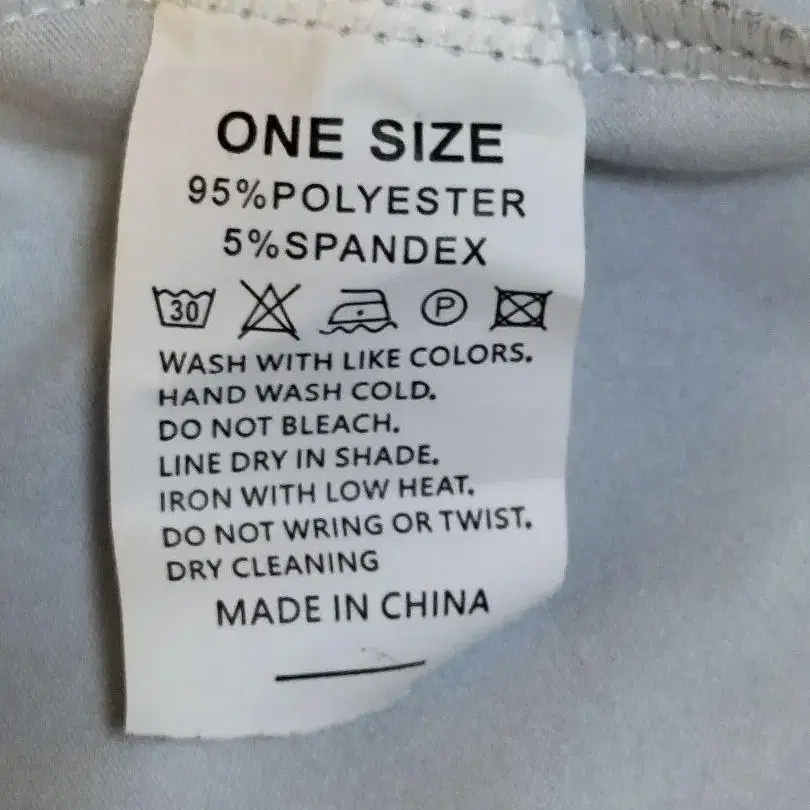 ONE SIZE
95%POLYESTER
5%SPANDEX
30 P
WASH WITH LIKE COLORS.
HAND WASH COLD.
DO NOT BLEACH.
LINE DRY IN SHADE.
IRON WITH LOW HEAT.
DO NOT WRING OR TWIST.
DRY CLEANING
MADE IN CHINA